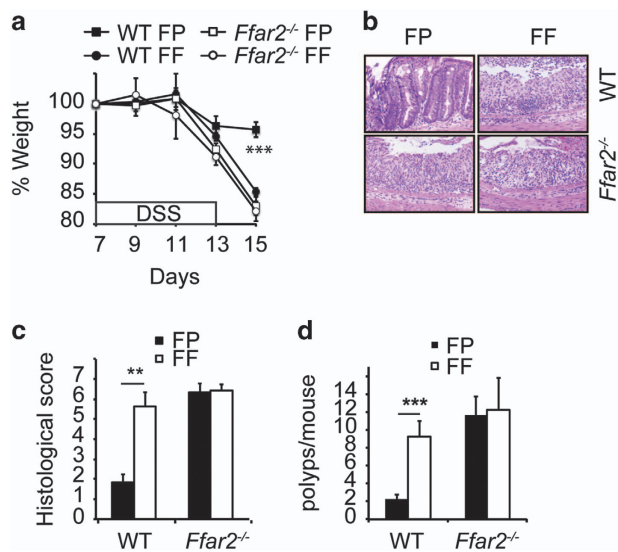 a
WT FP
Ffar2-/- FP
WT FF
Ffar2-/- FF
% Weight
100
95
90
85
80
***
DSS
7 9 11 13 15
Days
b
FP FF
WT
Ffar2-/-
c
FP
FF
Histological score
7
6
5
4
3
2
1
0
**
WT Ffar2-/-
d
FP
FF
polyps/mouse
12
10
8
6
4
2
0
***
WT Ffar2-/-